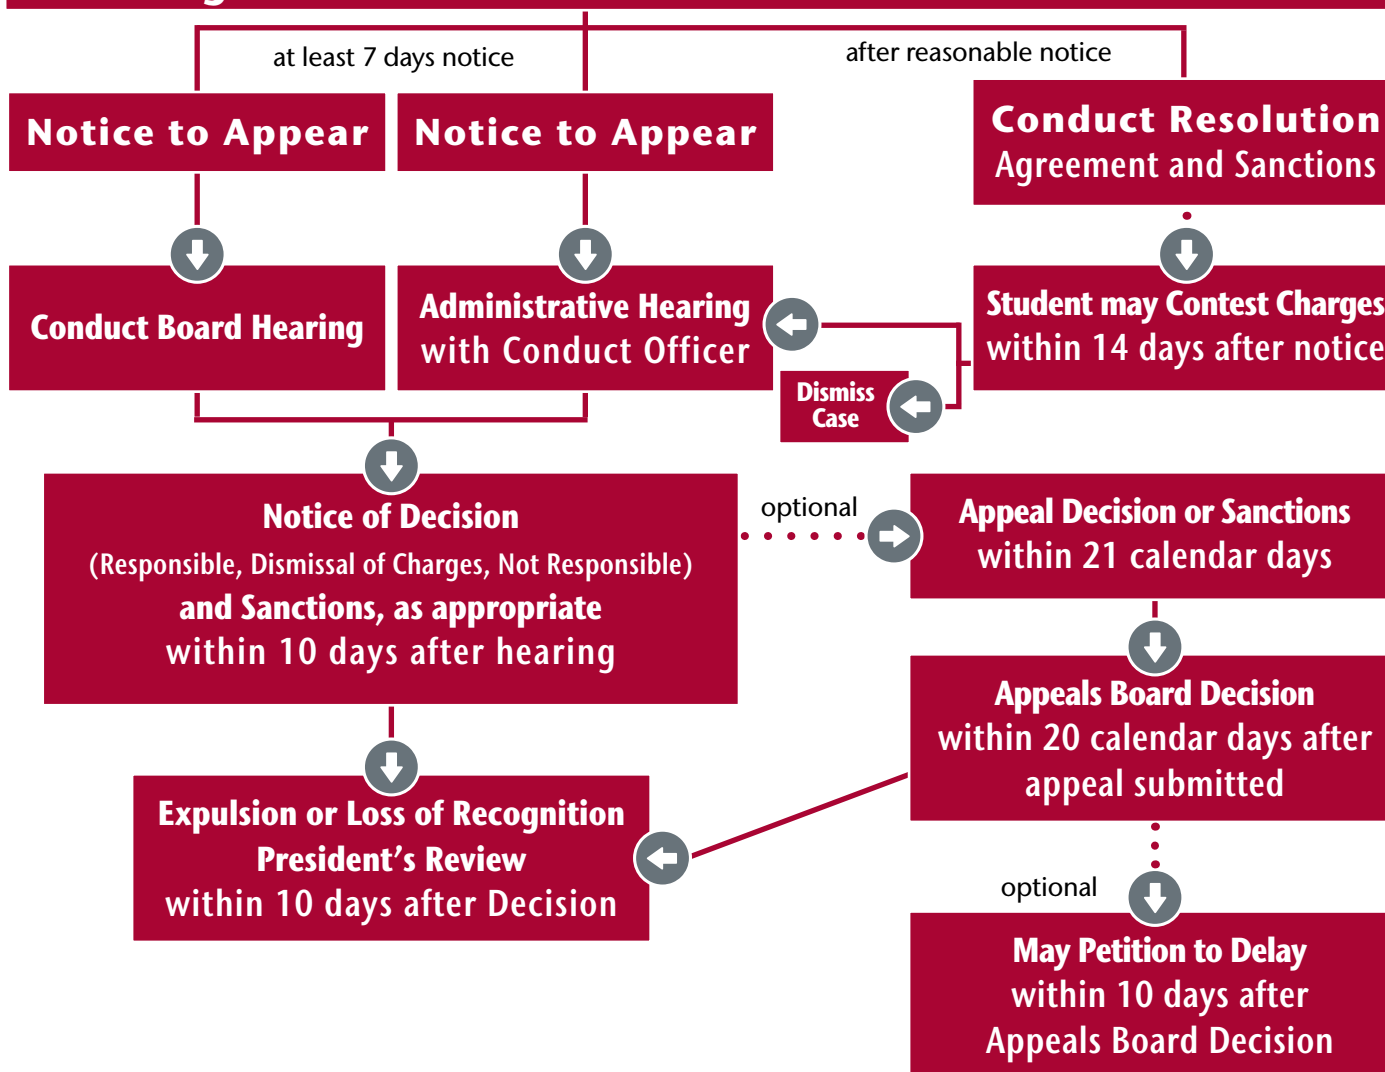 at least 7 days notice
after reasonable notice
Notice to Appear
Notice to Appear
Conduct Resolution
Agreement and Sanctions
Conduct Board Hearing
Administrative Hearing
with Conduct Officer
Student may Contest Charges
within 14 days after notice
Dismiss
Case
Notice of Decision
(Responsible, Dismissal of Charges, Not Responsible)
and Sanctions, as appropriate
within 10 days after hearing
optional
Appeal Decision or Sanctions
within 21 calendar days
Appeals Board Decision
within 20 calendar days after
appeal submitted
Expulsion or Loss of Recognition
President’s Review
within 10 days after Decision
optional
May Petition to Delay
within 10 days after
Appeals Board Decision